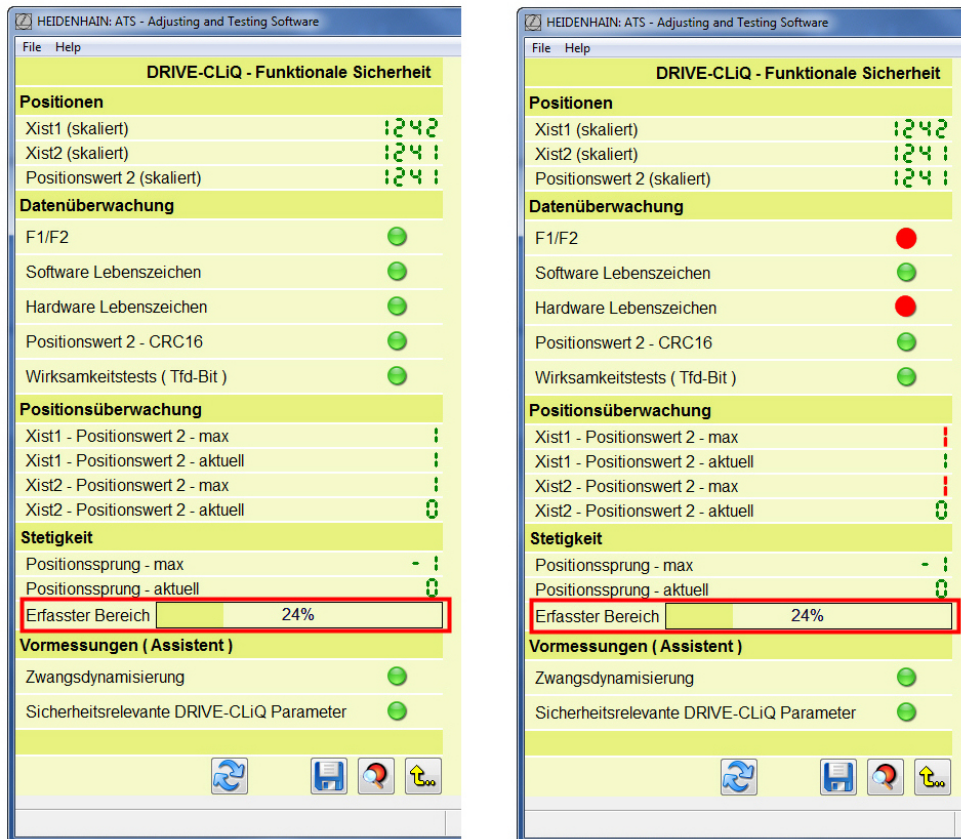 HEIDENHAIN: ATS - Adjusting and Testing Software
File Help
DRIVE-CLiQ - Funktionale Sicherheit
Positionen
Xist1 (skaliert) 1242
Xist2 (skaliert) 1241
Positionswert 2 (skaliert) 1241
Datenüberwachung
F1/F2
Software Lebenszeichen
Hardware Lebenszeichen
Positionswert 2 - CRC16
Wirksamkeitstests ( Tfd-Bit )
Positionsüberwachung
Xist1 - Positionswert 2 - max 1
Xist1 - Positionswert 2 - aktuell 1
Xist2 - Positionswert 2 - max 1
Xist2 - Positionswert 2 - aktuell 0
Stetigkeit
Positionssprung - max - 1
Positionssprung - aktuell 0
Erfasster Bereich 24%
Vormessungen ( Assistent )
Zwangsdynamisierung
Sicherheitsrelevante DRIVE-CLiQ Parameter
HEIDENHAIN: ATS - Adjusting and Testing Software
File Help
DRIVE-CLiQ - Funktionale Sicherheit
Positionen
Xist1 (skaliert) 1242
Xist2 (skaliert) 1241
Positionswert 2 (skaliert) 1241
Datenüberwachung
F1/F2
Software Lebenszeichen
Hardware Lebenszeichen
Positionswert 2 - CRC16
Wirksamkeitstests ( Tfd-Bit )
Positionsüberwachung
Xist1 - Positionswert 2 - max 1
Xist1 - Positionswert 2 - aktuell 1
Xist2 - Positionswert 2 - max 1
Xist2 - Positionswert 2 - aktuell 0
Stetigkeit
Positionssprung - max - 1
Positionssprung - aktuell 0
Erfasster Bereich 24%
Vormessungen ( Assistent )
Zwangsdynamisierung
Sicherheitsrelevante DRIVE-CLiQ Parameter